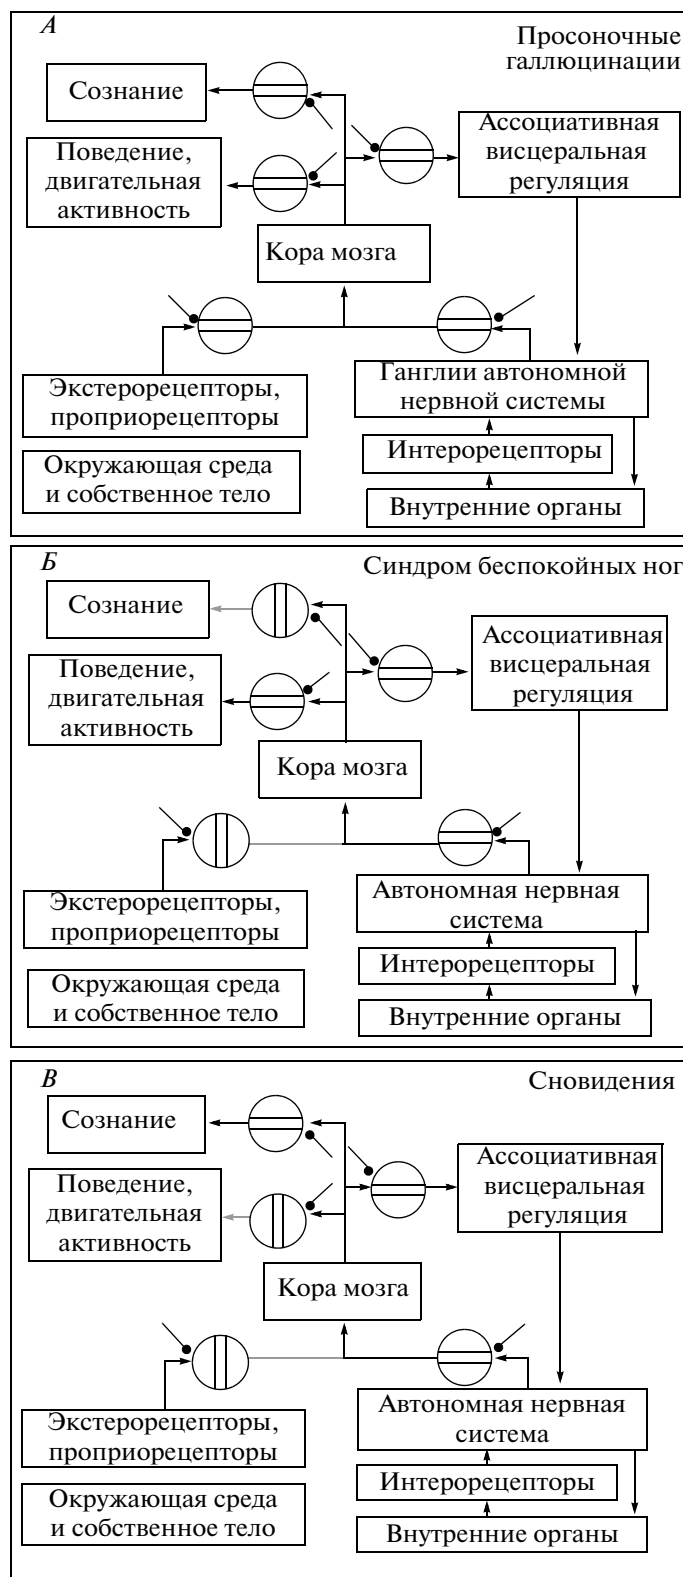 А
Просоночные
галлюцинации
Сознание
Ассоциативная
висцеральная
регуляция
Поведение,
двигательная
активность
Кора мозга
Экстерорецепторы,
проприорецепторы
Ганглии автономной
нервной системы
Интерорецепторы
Окружающая среда
и собственное тело
Внутренние органы
Б
Синдром беспокойных ног
Сознание
Ассоциативная
висцеральная
регуляция
Поведение,
двигательная
активность
Кора мозга
Экстерорецепторы,
проприорецепторы
Автономная нервная
система
Интерорецепторы
Окружающая среда
и собственное тело
Внутренние органы
В
Сновидения
Сознание
Ассоциативная
висцеральная
регуляция
Поведение,
двигательная
активность
Кора мозга
Экстерорецепторы,
проприорецепторы
Автономная нервная
система
Интерорецепторы
Окружающая среда
и собственное тело
Внутренние органы